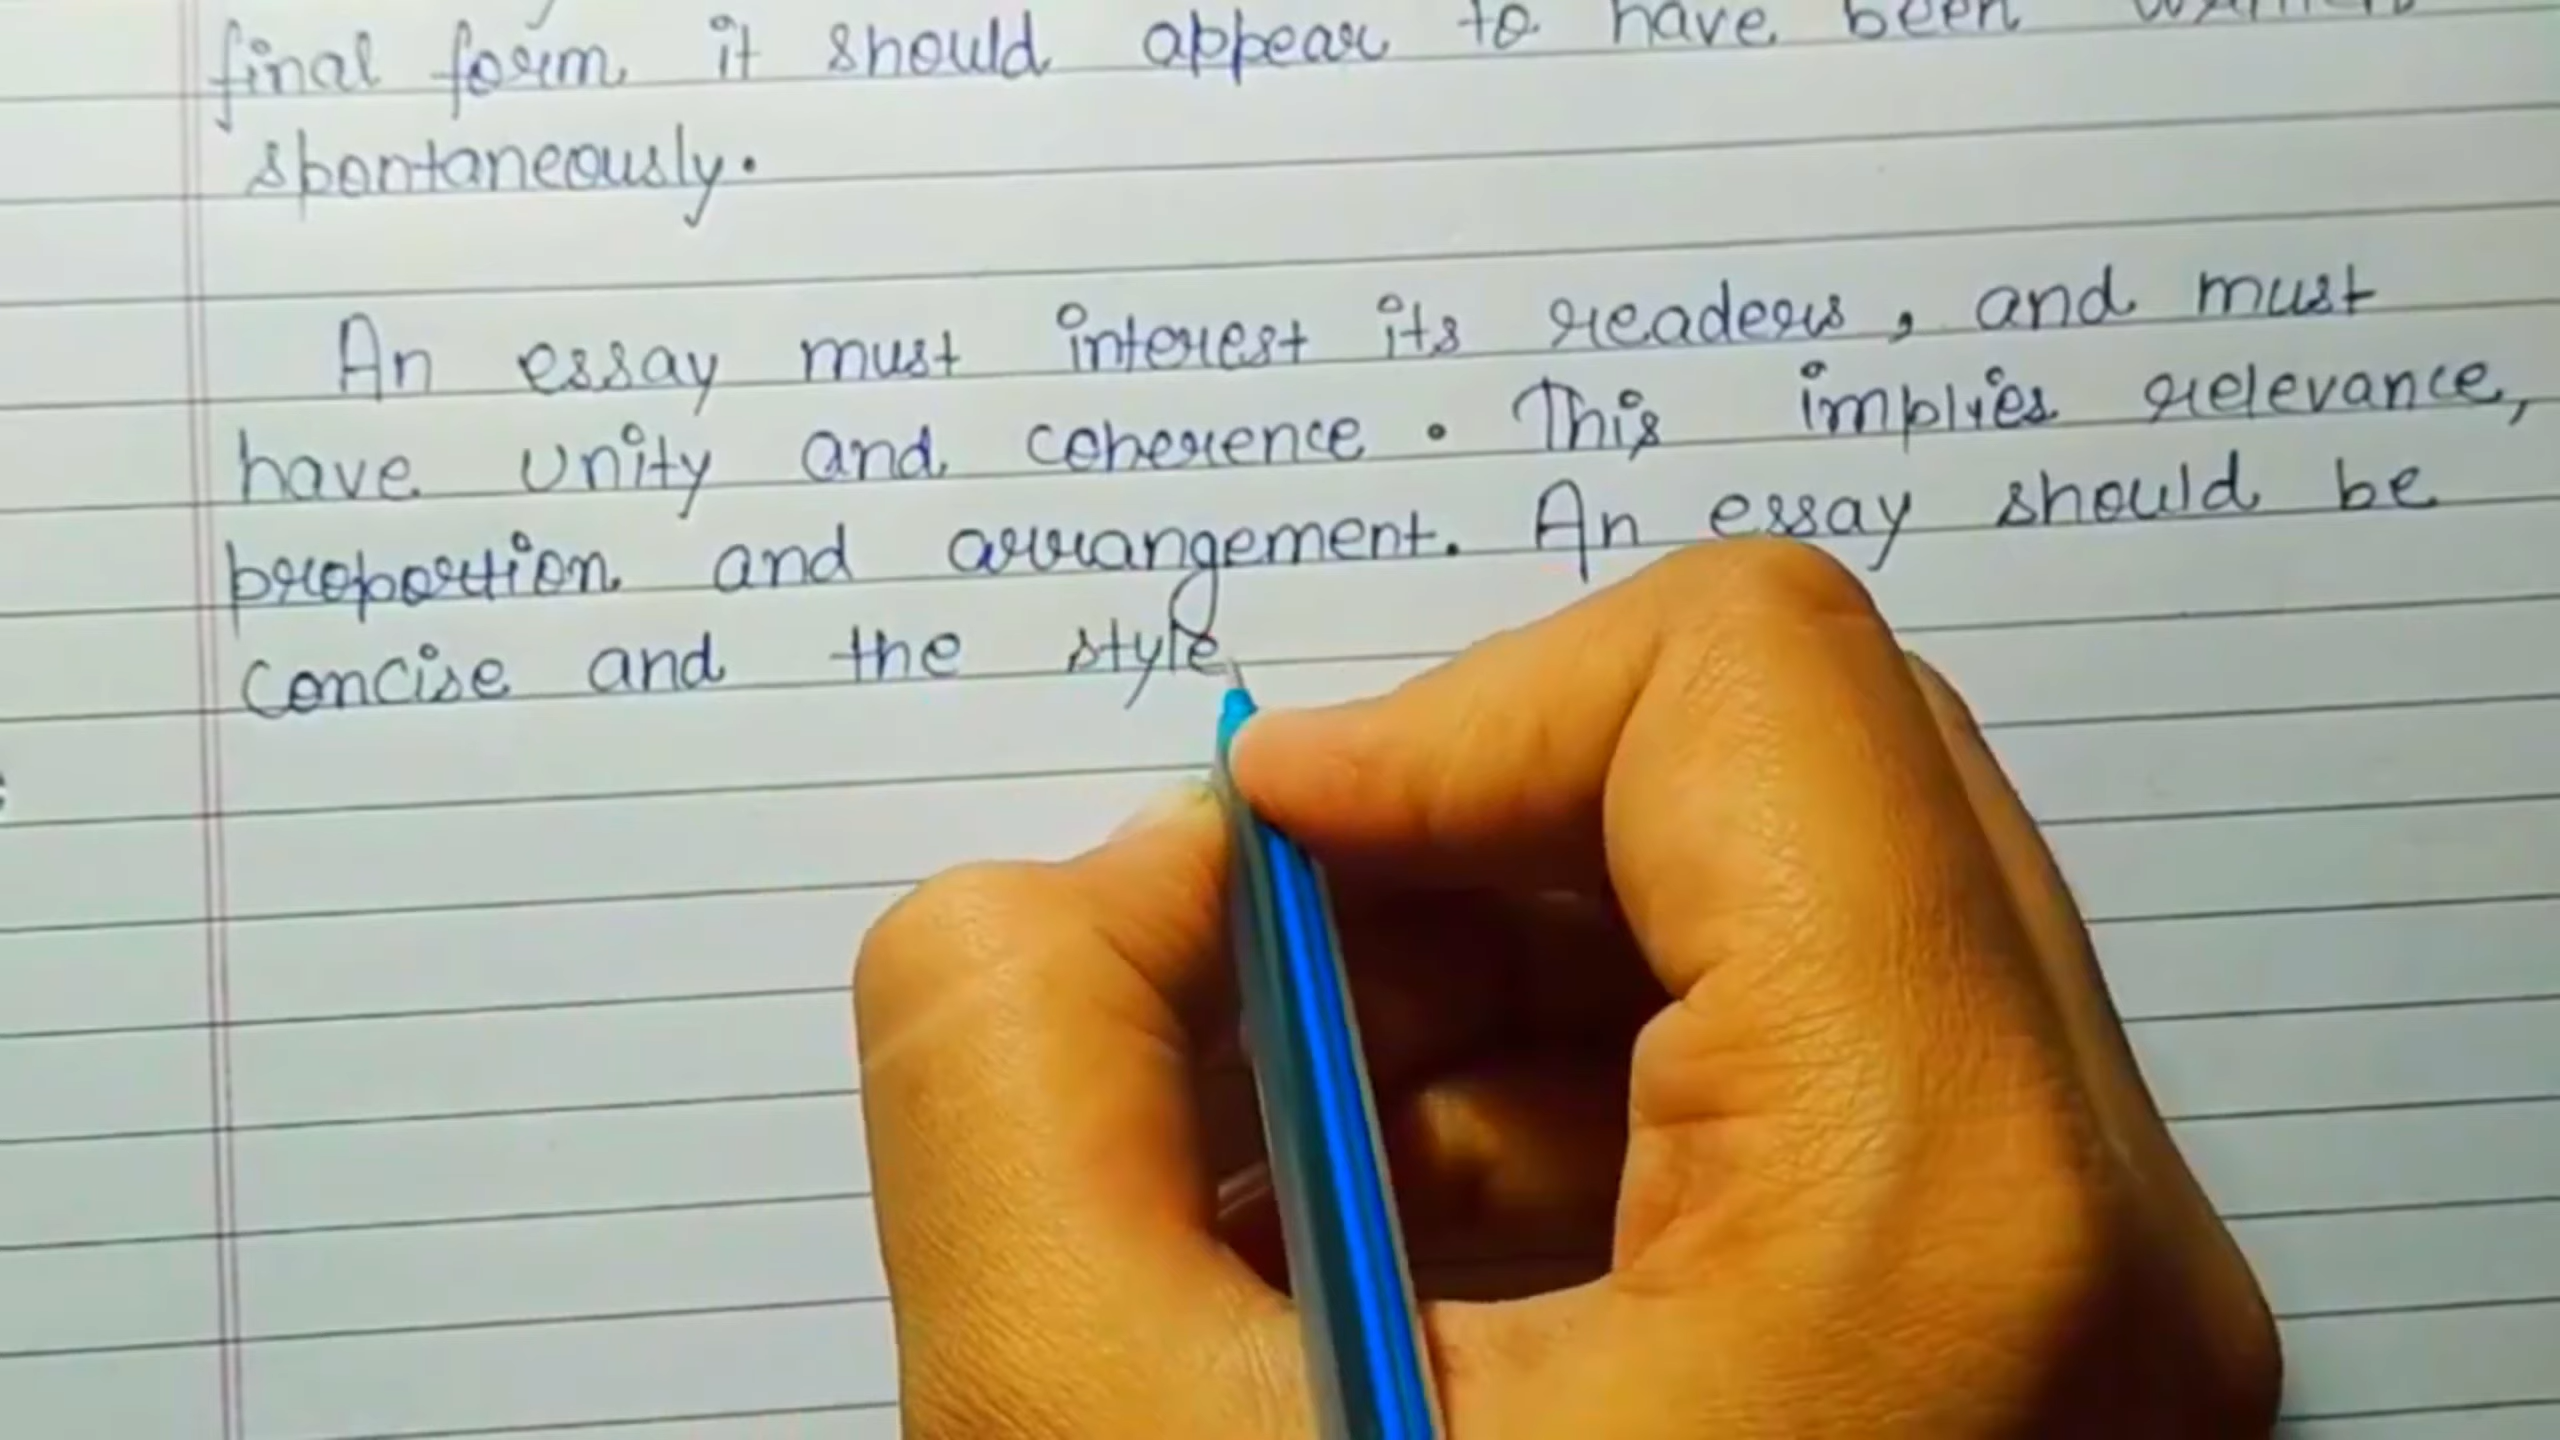 final form it should appear to have been written
spontaneously.
An essay must interest its readers, and must
have unity and coherence. This implies relevance,
proportion and arrangement. An essay should be
concise and the style